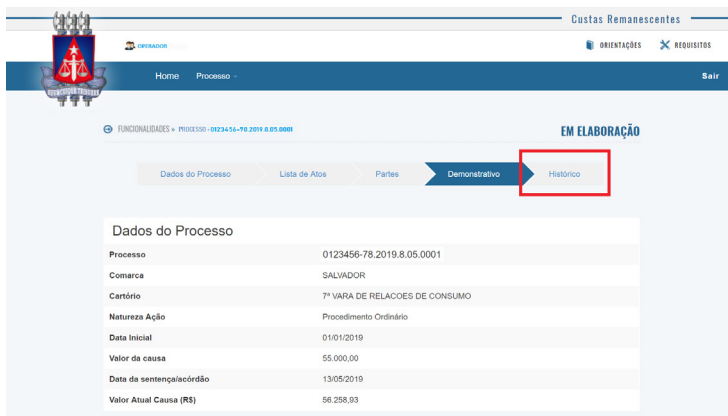 Custas Remanescentes
OPERADOR
ORIENTAÇÕES
REQUISITOS
Home
Processo
Sair
FUNCIONALIDADES » PROCESSO - 0123456-78.2019.8.05.0001
EM ELABORAÇÃO
Dados do Processo
Lista de Atos
Partes
Demonstrativo
Histórico
Dados do Processo
Processo 0123456-78.2019.8.05.0001
Comarca SALVADOR
Cartório 7ª VARA DE RELACOES DE CONSUMO
Natureza Ação Procedimento Ordinário
Data Inicial 01/01/2019
Valor da causa 55.000,00
Data da sentença/acórdão 13/05/2019
Valor Atual Causa (R$) 56.258,93